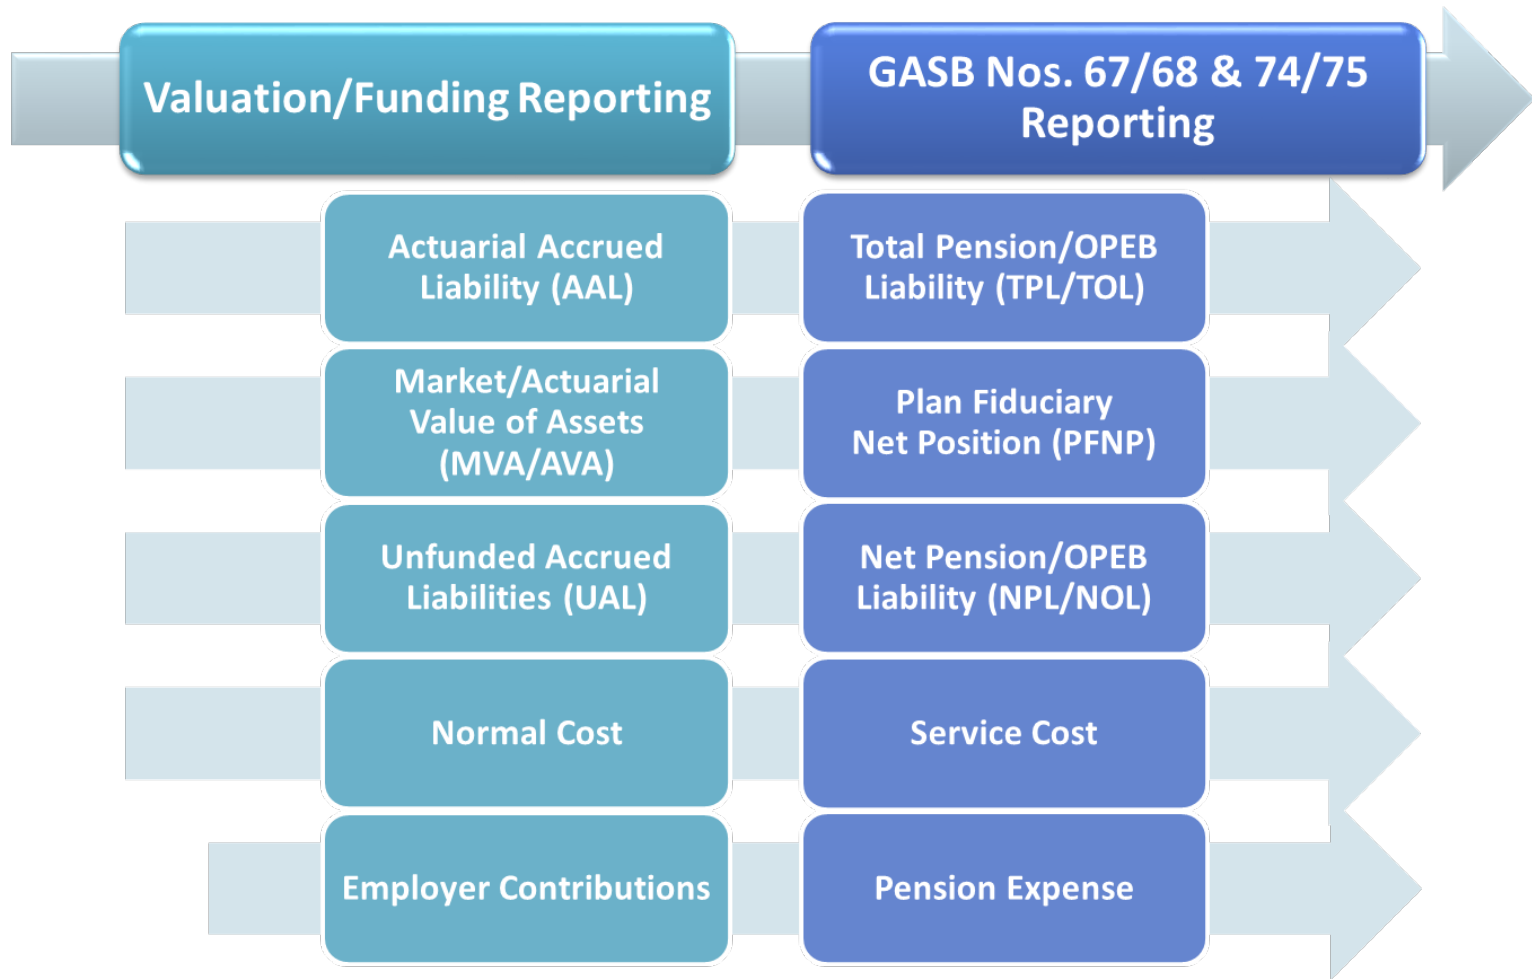 Valuation/Funding Reporting
GASB Nos. 67/68 & 74/75
Reporting
Actuarial Accrued
Liability (AAL)
Total Pension/OPEB
Liability (TPL/TOL)
Market/Actuarial
Value of Assets
(MVA/AVA)
Plan Fiduciary
Net Position (PFNP)
Unfunded Accrued
Liabilities (UAL)
Net Pension/OPEB
Liability (NPL/NOL)
Normal Cost
Service Cost
Employer Contributions
Pension Expense